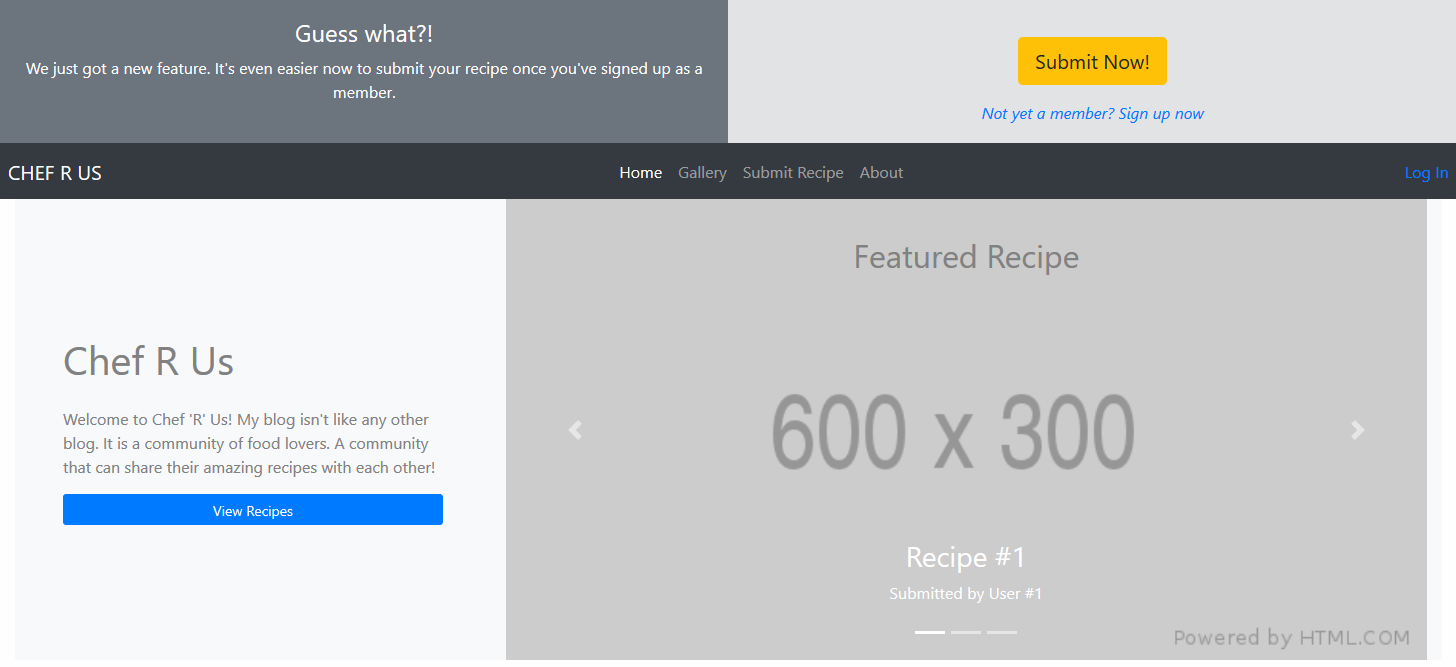 Guess what?!
We just got a new feature. It's even easier now to submit your recipe once you've signed up as a
member.
Submit Now!
Not yet a member? Sign up now
CHEF R US
Home Gallery Submit Recipe About
Log In
Chef R Us
Welcome to Chef 'R' Us! My blog isn't like any other
blog. It is a community of food lovers. A community
that can share their amazing recipes with each other!
View Recipes
Featured Recipe
600 x 300
Recipe #1
Submitted by User #1
Powered by HTML.COM